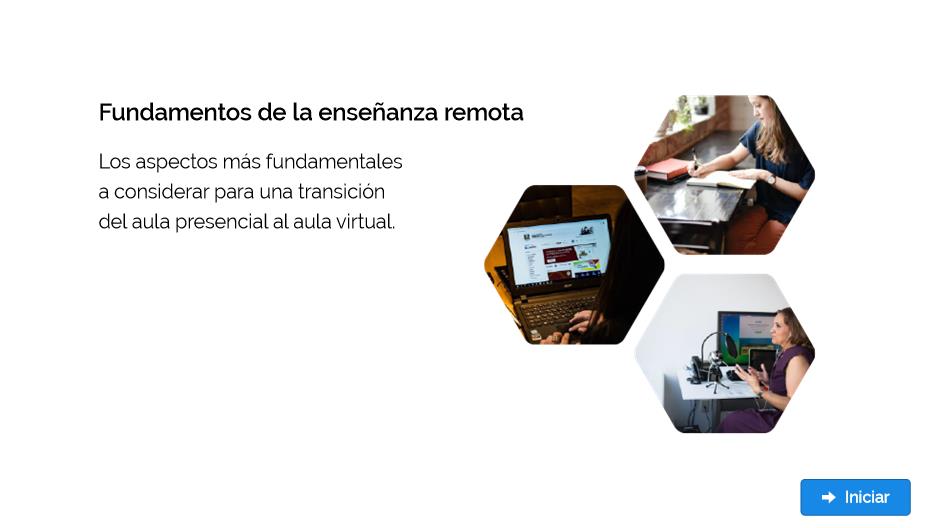 Fundamentos de la enseñanza remota
Los aspectos más fundamentales
a considerar para una transición
del aula presencial al aula virtual.
Iniciar